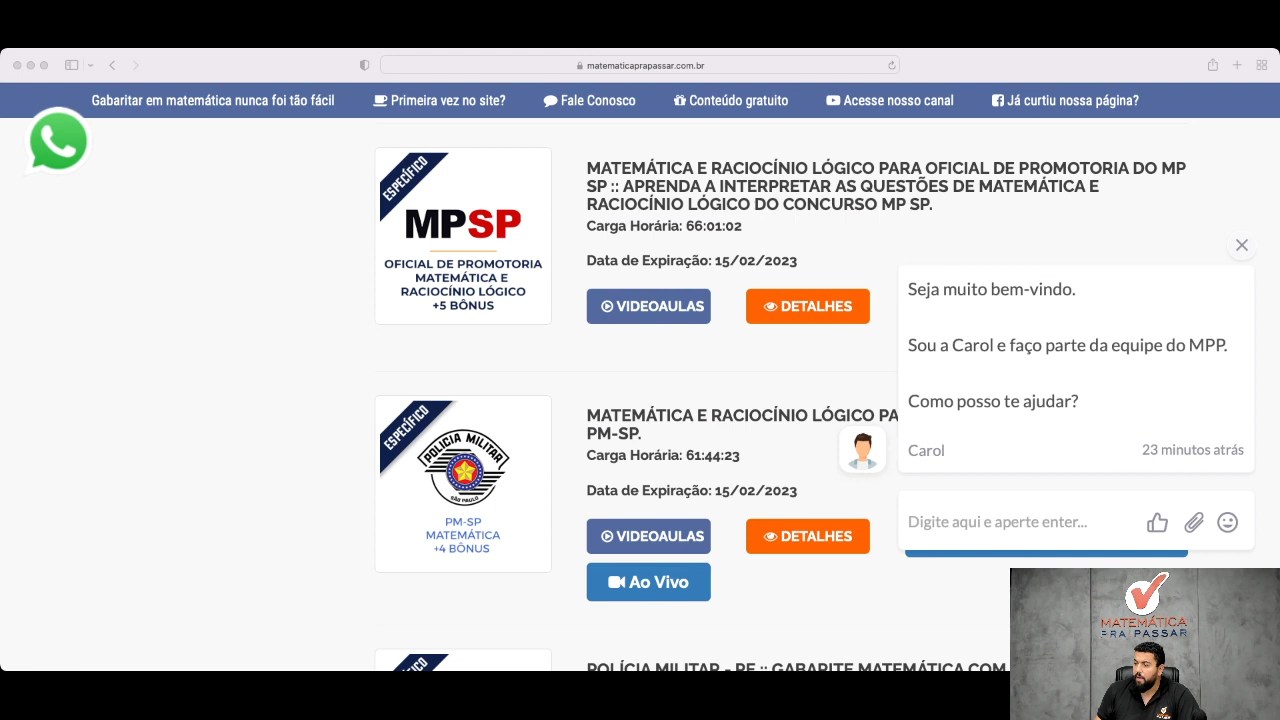 matematicaprapassar.com.br
Gabaritar em matemática nunca foi tão fácil
Primeira vez no site?
Fale Conosco
Conteúdo gratuito
Acesse nosso canal
Já curtiu nossa página?
ESPECÍFICO
MPSP
OFICIAL DE PROMOTORIA
MATEMÁTICA E
RACIOCÍNIO LÓGICO
+5 BÔNUS
MATEMÁTICA E RACIOCÍNIO LÓGICO PARA OFICIAL DE PROMOTORIA DO MP
SP :: APRENDA A INTERPRETAR AS QUESTÕES DE MATEMÁTICA E
RACIOCÍNIO LÓGICO DO CONCURSO MP SP.
Carga Horária: 66:01:02
Data de Expiração: 15/02/2023
VIDEOAULAS
DETALHES
ESPECÍFICO
POLÍCIA MILITAR
SÃO PAULO
PM-SP
MATEMÁTICA
+4 BÔNUS
MATEMÁTICA E RACIOCÍNIO LÓGICO PA
PM-SP.
Carga Horária: 61:44:23
Data de Expiração: 15/02/2023
VIDEOAULAS
DETALHES
Ao Vivo
POLÍCIA MILITAR - PE :: GABARITE MATEMÁTICA COM
Seja muito bem-vindo.
Sou a Carol e faço parte da equipe do MPP.
Como posso te ajudar?
Carol
23 minutos atrás
Digite aqui e aperte enter...
MATEMÁTICA
PRA PASSAR